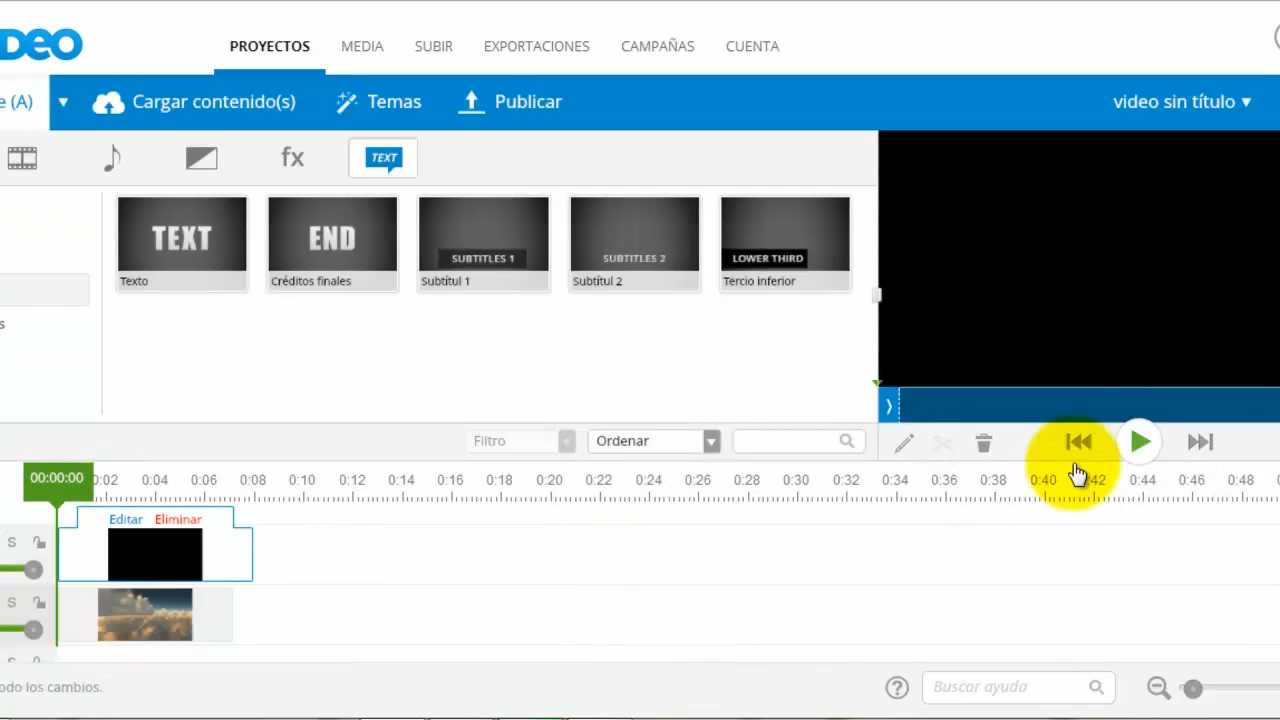 DEO
PROYECTOS MEDIA SUBIR EXPORTACIONES CAMPAÑAS CUENTA
e (A) Cargar contenido(s) Temas Publicar video sin título
fx TEXT
TEXT END SUBTITLES 1 SUBTITLES 2 LOWER THIRD
Texto Créditos finales Subtítul 1 Subtítul 2 Tercio inferior
s
Filtro Ordenar
00:00:00 0:02 0:04 0:06 0:08 0:10 0:12 0:14 0:16 0:18 0:20 0:22 0:24 0:26 0:28 0:30 0:32 0:34 0:36 0:38 0:40 0:42 0:44 0:46 0:48
Editar Eliminar
S
S
S
odo los cambios. ? Buscar ayuda